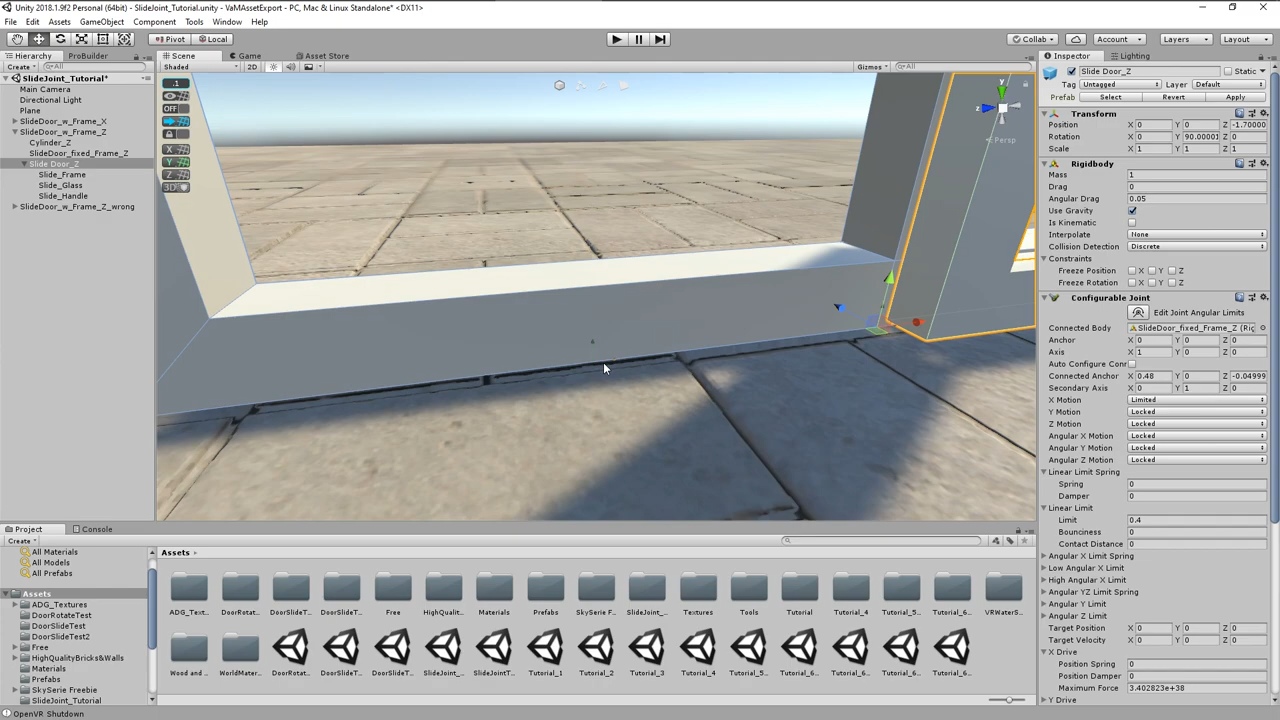 Unity 2018.1.9f2 Personal (64bit) - SlideJoint_Tutorial.unity - VaMAssetExport - PC, Mac & Linux Standalone* <DX11>
File Edit Assets GameObject Component Tools Window Help
Pivot Local Collab Account Layers Layout
Hierarchy ProBuilder
Create All
SlideJoint_Tutorial*
Main Camera
Directional Light
Plane
SlideDoor_w_Frame_X
SlideDoor_w_Frame_Z
Cylinder_Z
SlideDoor_fixed_Frame_Z
Slide Door_Z
Slide_Frame
Slide_Glass
Slide_Handle
SlideDoor_w_Frame_Z_wrong
Scene Game Asset Store
Shaded 2D Gizmos All
.1
OFF
X
Y
Z
3D
y
z
Persp
Inspector Lighting
Slide Door_Z Static
Tag Untagged Layer Default
Prefab Select Revert Apply
Transform
Position X 0 Y 0 Z -1.70000
Rotation X 0 Y 90.00001 Z 0
Scale X 1 Y 1 Z 1
Rigidbody
Mass 1
Drag 0
Angular Drag 0.05
Use Gravity
Is Kinematic
Interpolate None
Collision Detection Discrete
Constraints
Freeze Position X Y Z
Freeze Rotation X Y Z
Configurable Joint
Edit Joint Angular Limits
Connected Body SlideDoor_fixed_Frame_Z (Rig
Anchor X 0 Y 0 Z 0
Axis X 1 Y 0 Z 0
Auto Configure Conr
Connected Anchor X 0.48 Y 0 Z -0.04999
Secondary Axis X 0 Y 1 Z 0
X Motion Limited
Y Motion Locked
Z Motion Locked
Angular X Motion Locked
Angular Y Motion Locked
Angular Z Motion Locked
Linear Limit Spring
Spring 0
Damper 0
Linear Limit
Limit 0.4
Bounciness 0
Contact Distance 0
Angular X Limit Spring
Low Angular X Limit
High Angular X Limit
Angular YZ Limit Spring
Angular Y Limit
Angular Z Limit
Target Position X 0 Y 0 Z 0
Target Velocity X 0 Y 0 Z 0
X Drive
Position Spring 0
Position Damper 0
Maximum Force 3.402823e+38
Y Drive
Project Console
Create
All Materials
All Models
All Prefabs
Assets
ADG_Textures
DoorRotateTest
DoorSlideTest
DoorSlideTest2
Free
HighQualityBricks&Walls
Materials
Prefabs
SkySerie Freebie
SlideJoint_Tutorial
Assets
ADG_Text... DoorRotat... DoorSlideT... DoorSlideT... Free HighQualit... Materials Prefabs SkySerie F... SlideJoint_... Textures Tools Tutorial Tutorial_4 Tutorial_5... Tutorial_6... VRWaterS...
Wood and ... WorldMater... DoorRotat... DoorSlideT... DoorSlideT... SlideJoint_... SlideJointT... Tutorial_1 Tutorial_2 Tutorial_3 Tutorial_4 Tutorial_5... Tutorial_6... Tutorial_6... Tutorial_6... Tutorial_6...
OpenVR Shutdown